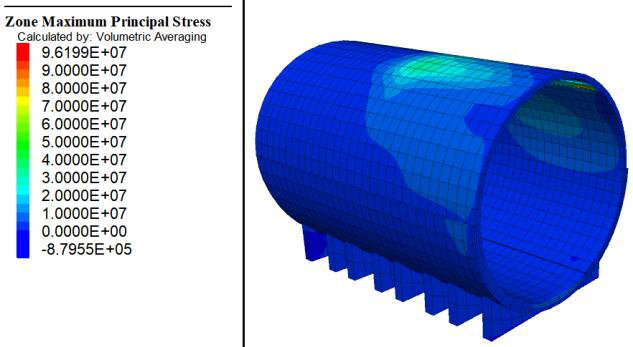 Zone Maximum Principal Stress
Calculated by: Volumetric Averaging
9.6199E+07
9.0000E+07
8.0000E+07
7.0000E+07
6.0000E+07
5.0000E+07
4.0000E+07
3.0000E+07
2.0000E+07
1.0000E+07
0.0000E+00
-8.7955E+05